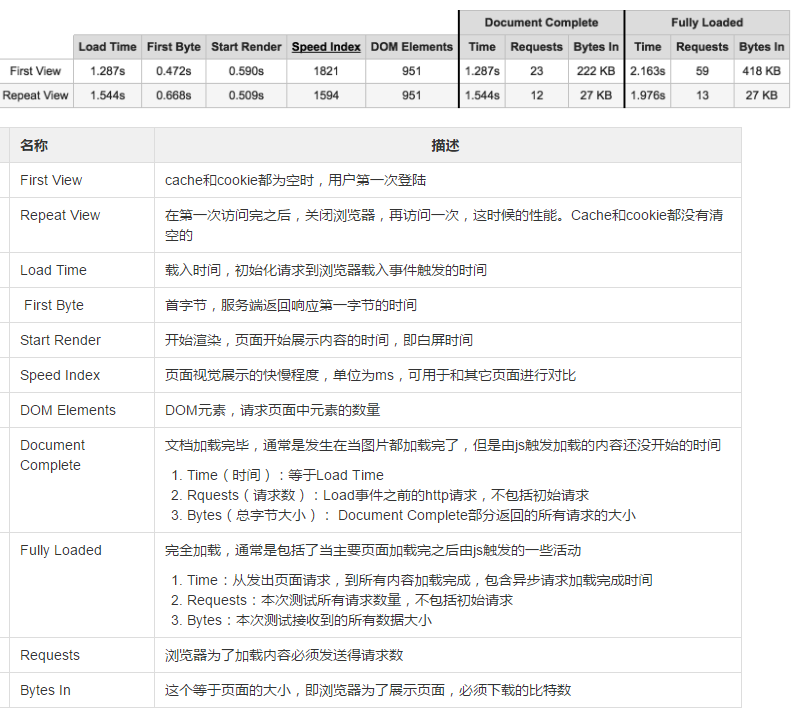 Document Complete Fully Loaded
Load Time First Byte Start Render Speed Index DOM Elements Time Requests Bytes In Time Requests Bytes In
First View 1.287s 0.472s 0.590s 1821 951 1.287s 23 222 KB 2.163s 59 418 KB
Repeat View 1.544s 0.668s 0.509s 1594 951 1.544s 12 27 KB 1.976s 13 27 KB
名称 描述
First View cache和cookie都为空时，用户第一次登陆
Repeat View 在第一次访问完之后，关闭浏览器，再访问一次，这时候的性能。Cache和cookie都没有清
空的
Load Time 载入时间，初始化请求到浏览器载入事件触发的时间
First Byte 首字节，服务端返回响应第一字节的时间
Start Render 开始渲染，页面开始展示内容的时间，即白屏时间
Speed Index 页面视觉展示的快慢程度，单位为ms，可用于和其它页面进行对比
DOM Elements DOM元素，请求页面中元素的数量
Document 文档加载完毕，通常是发生在当图片都加载完了，但是由js触发加载的内容还没开始的时间
Complete
1. Time（时间）：等于Load Time
2. Rquests（请求数）：Load事件之前的http请求，不包括初始请求
3. Bytes（总字节大小）： Document Complete部分返回的所有请求的大小
Fully Loaded 完全加载，通常是包括了当主要页面加载完之后由js触发的一些活动
1. Time：从发出页面请求，到所有内容加载完成，包含异步请求加载完成时间
2. Requests：本次测试所有请求数量，不包括初始请求
3. Bytes：本次测试接收到的所有数据大小
Requests 浏览器为了加载内容必须发送得请求数
Bytes In 这个等于页面的大小，即浏览器为了展示页面，必须下载的比特数